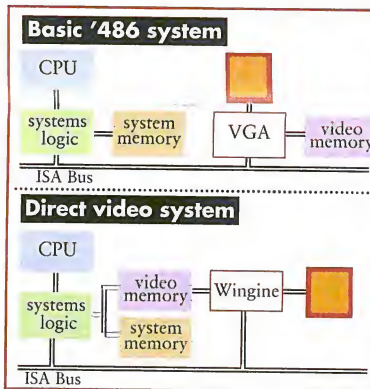 Basic '486 system
CPU
systems
logic
system
memory
VGA
video
memory
ISA Bus
Direct video system
CPU
systems
logic
video
memory
Wingine
system
memory
ISA Bus